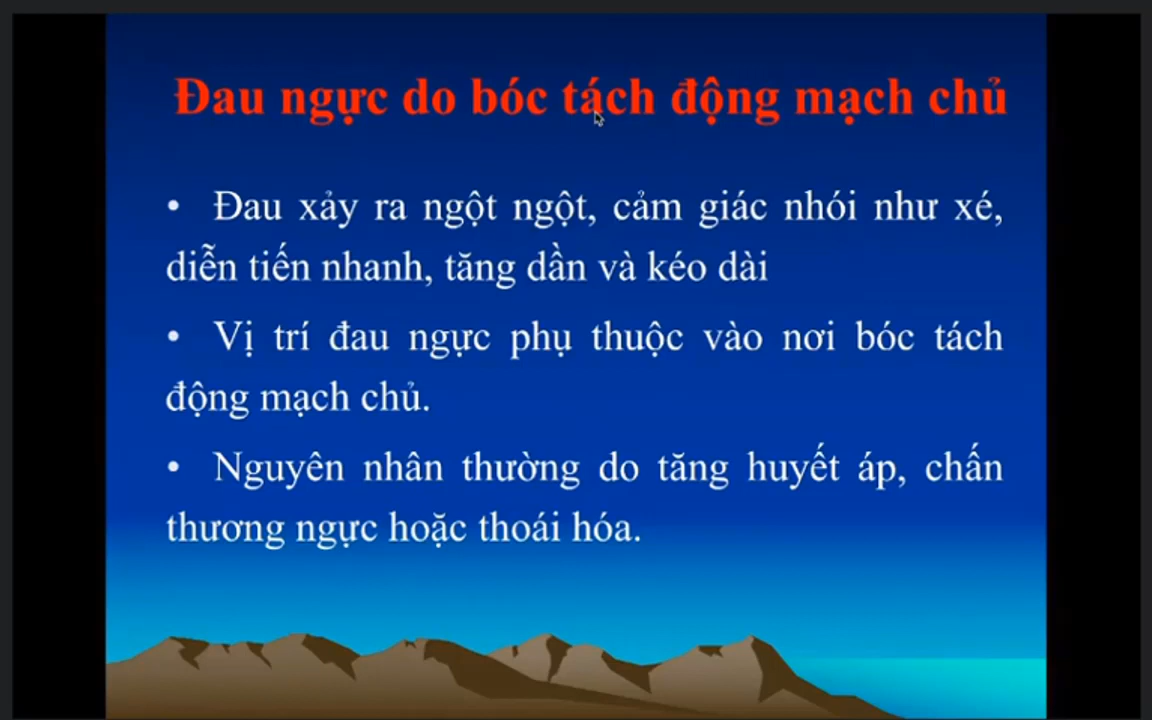 Đau ngực do bóc tách động mạch chủ
• Đau xảy ra ngột ngột, cảm giác nhói như xé,
diễn tiến nhanh, tăng dần và kéo dài
• Vị trí đau ngực phụ thuộc vào nơi bóc tách
động mạch chủ.
• Nguyên nhân thường do tăng huyết áp, chấn
thương ngực hoặc thoái hóa.